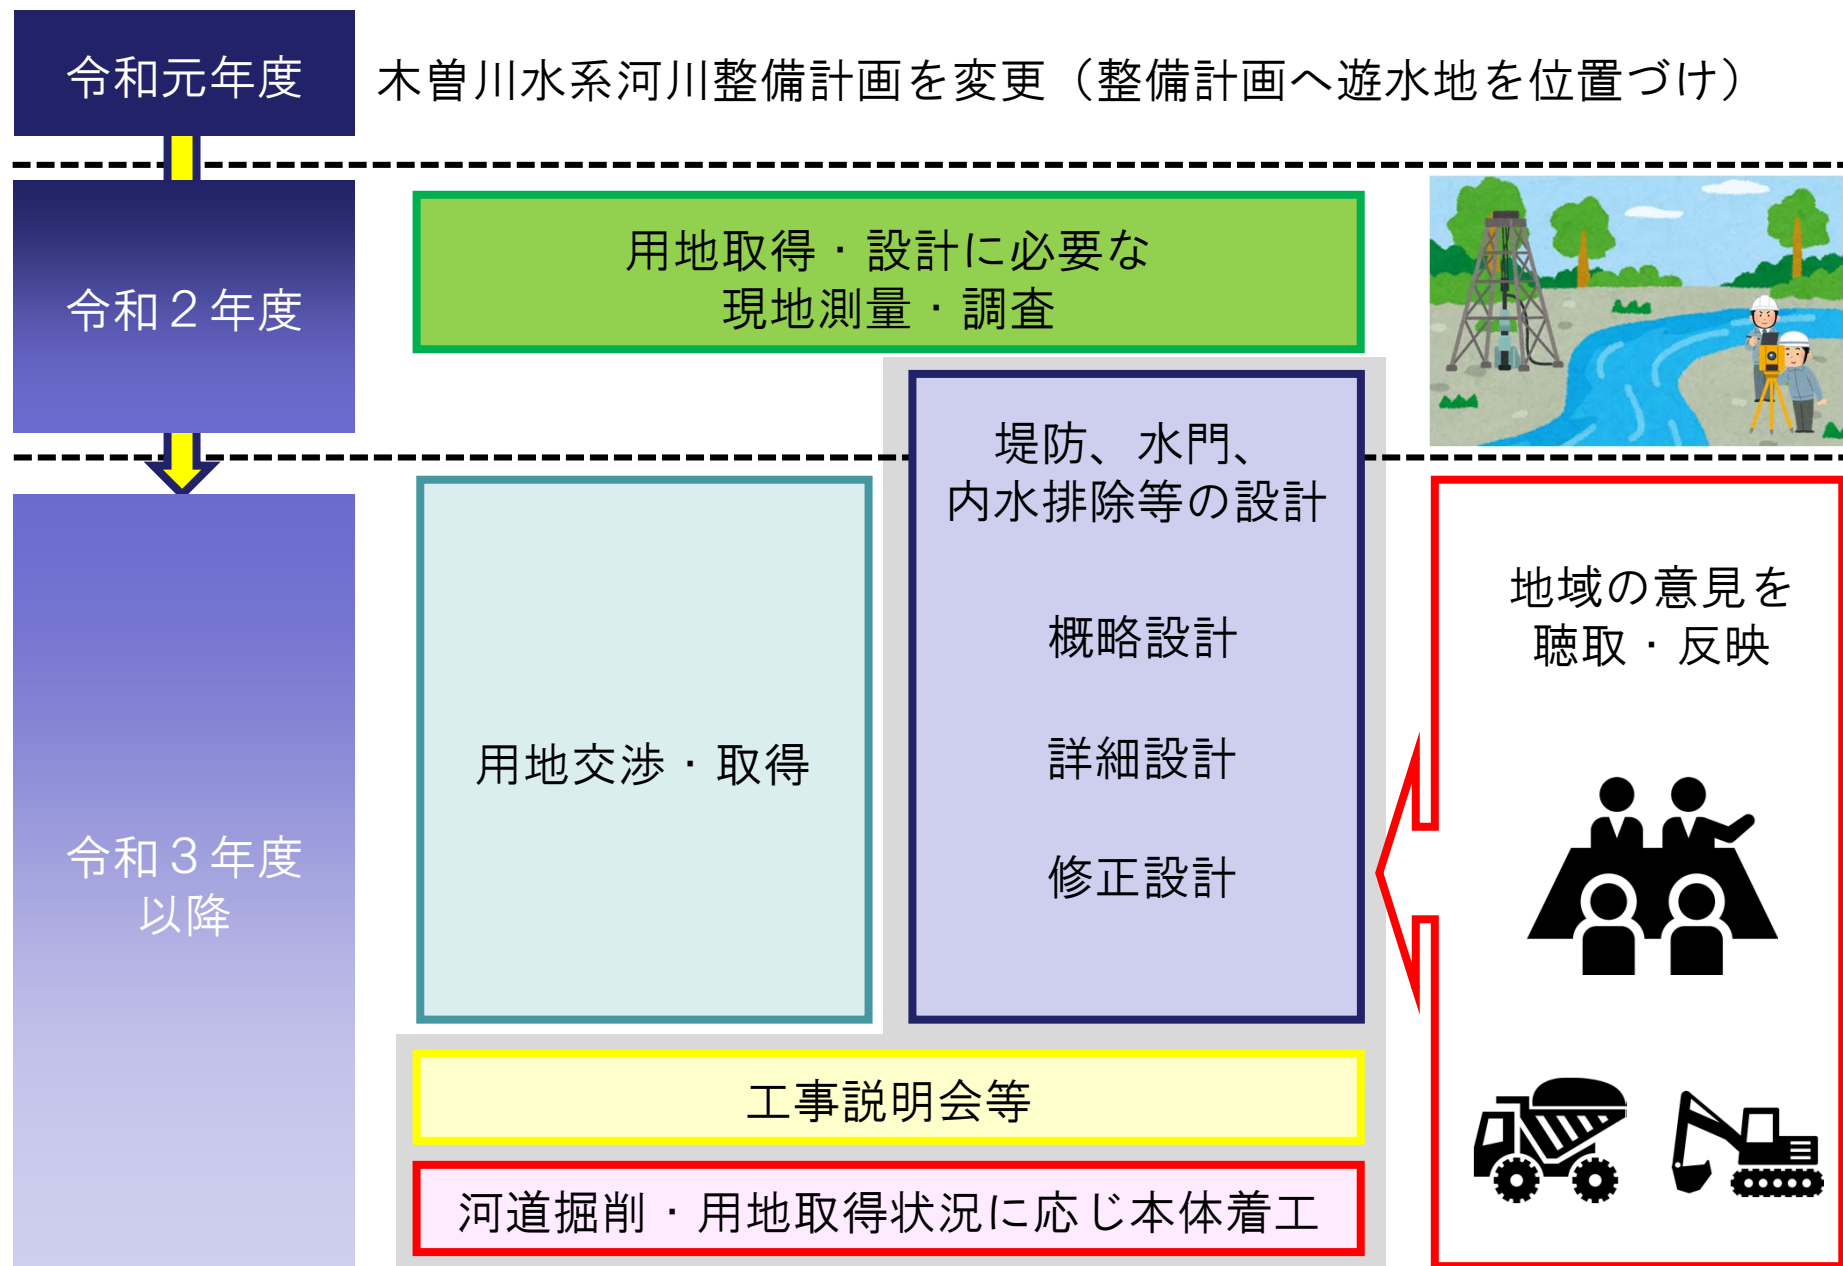 令和元年度
木曽川水系河川整備計画を変更（整備計画へ遊水地を位置づけ）
令和２年度
用地取得・設計に必要な
現地測量・調査
堤防、水門、
内水排除等の設計
概略設計
詳細設計
修正設計
令和３年度
以降
用地交渉・取得
地域の意見を
聴取・反映
工事説明会等
河道掘削・用地取得状況に応じ本体着工